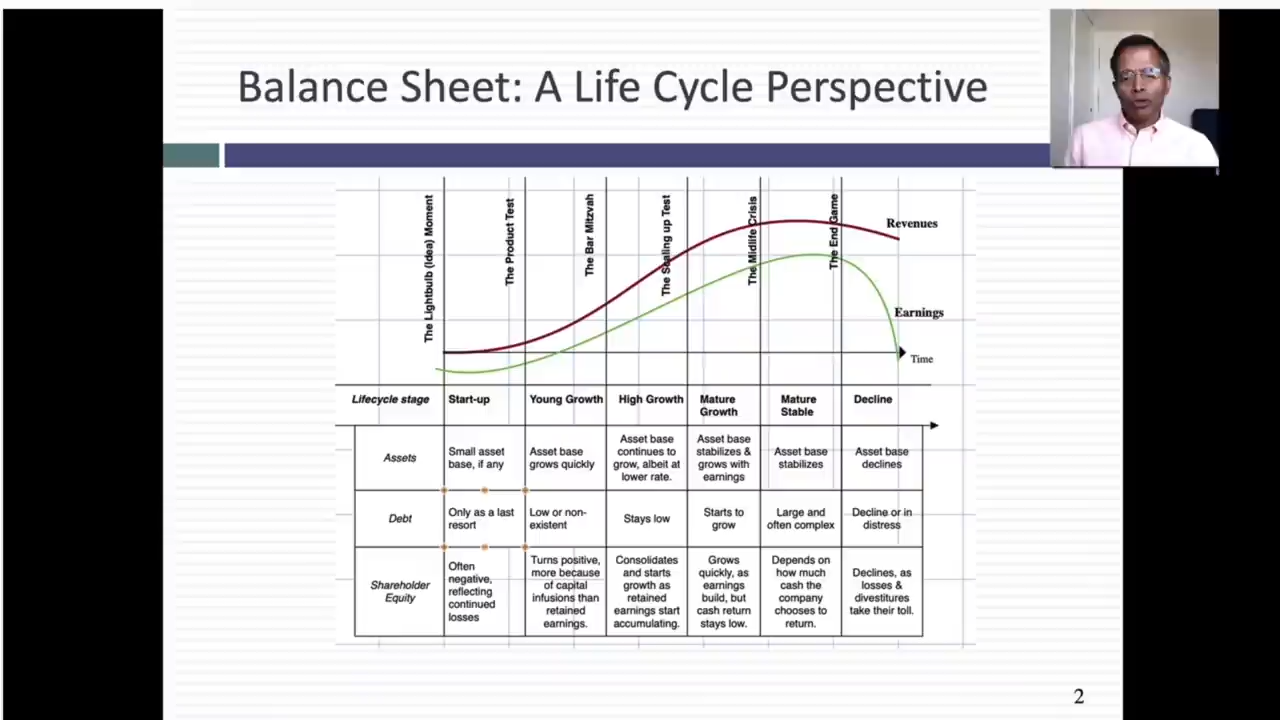 Balance Sheet: A Life Cycle Perspective
The Lightbulb (Idea) Moment
The Product Test
The Bar Mitzvah
The Scaling up Test
The Midlife Crisis
The End Game
Revenues
Earnings
Time
Lifecycle stage
Start-up
Young Growth
High Growth
Mature
Growth
Mature
Stable
Decline
Assets
Small asset
base, if any
Asset base
grows quickly
Asset base
continues to
grow, albeit at
lower rate.
Asset base
stabilizes &
grows with
earnings
Asset base
stabilizes
Asset base
declines
Debt
Only as a last
resort
Low or non-
existent
Stays low
Starts to
grow
Large and
often complex
Decline or in
distress
Shareholder
Equity
Often
negative,
reflecting
continued
losses
Turns positive,
more because
of capital
infusions than
retained
earnings.
Consolidates
and starts
growth as
retained
earnings start
accumulating.
Grows
quickly, as
earnings
build, but
cash return
stays low.
Depends on
how much
cash the
company
chooses to
return.
Declines, as
losses &
divestitures
take their toll.
2